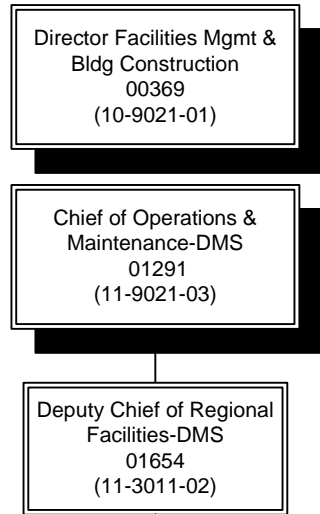 Director Facilities Mgmt &
Bldg Construction
00369
(10-9021-01)
Chief of Operations &
Maintenance-DMS
01291
(11-9021-03)
Deputy Chief of Regional
Facilities-DMS
01654
(11-3011-02)